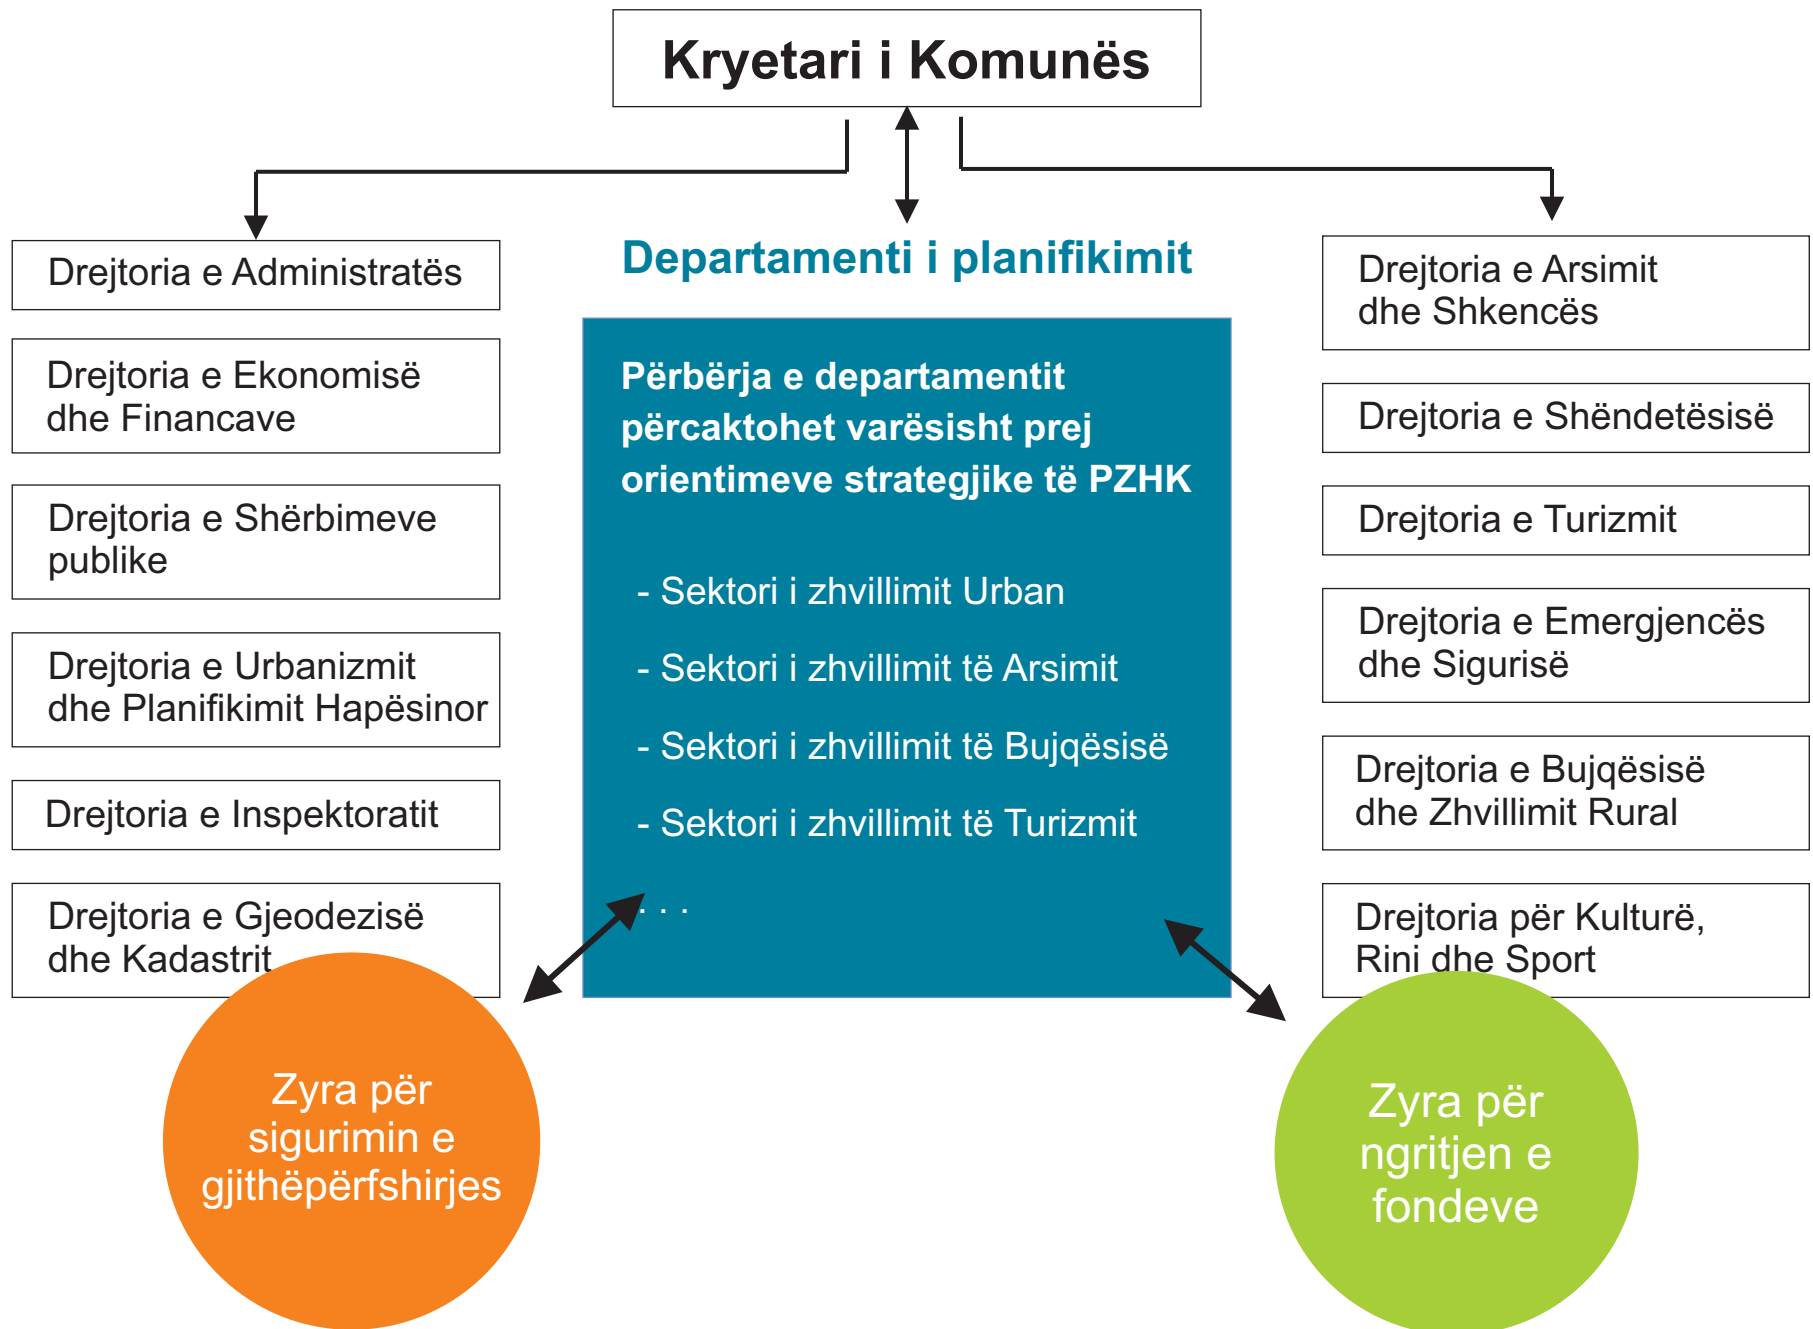 Kryetari i Komunës
Drejtoria e Administratës
Drejtoria e Ekonomisë
dhe Financave
Drejtoria e Shërbimeve
publike
Drejtoria e Urbanizmit
dhe Planifikimit Hapësinor
Drejtoria e Inspektoratit
Drejtoria e Gjeodezisë
dhe Kadastrit
Departamenti i planifikimit
Përbërja e departamentit
përcaktohet varësisht prej
orientimeve strategjike të PZHK
- Sektori i zhvillimit Urban
- Sektori i zhvillimit të Arsimit
- Sektori i zhvillimit të Bujqësisë
- Sektori i zhvillimit të Turizmit
. . .
Drejtoria e Arsimit
dhe Shkencës
Drejtoria e Shëndetësisë
Drejtoria e Turizmit
Drejtoria e Emergjencës
dhe Sigurisë
Drejtoria e Bujqësisë
dhe Zhvillimit Rural
Drejtoria për Kulturë,
Rini dhe Sport
Zyra për
sigurimin e
gjithëpërfshirjes
Zyra për
ngritjen e
fondeve